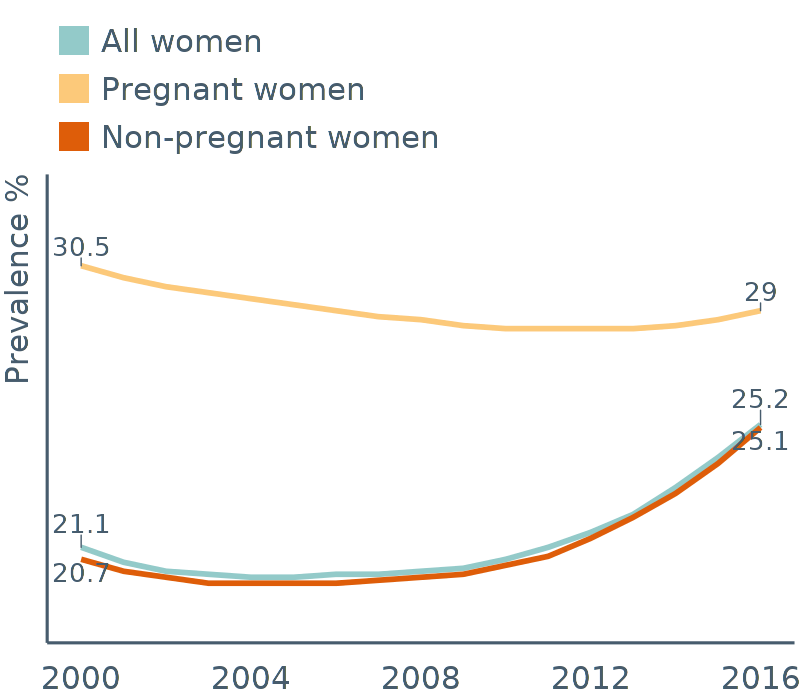 All women
Pregnant women
Non-pregnant women
Prevalence %
30.5
29
25.2
25.1
21.1
20.7
2000 2004 2008 2012 2016